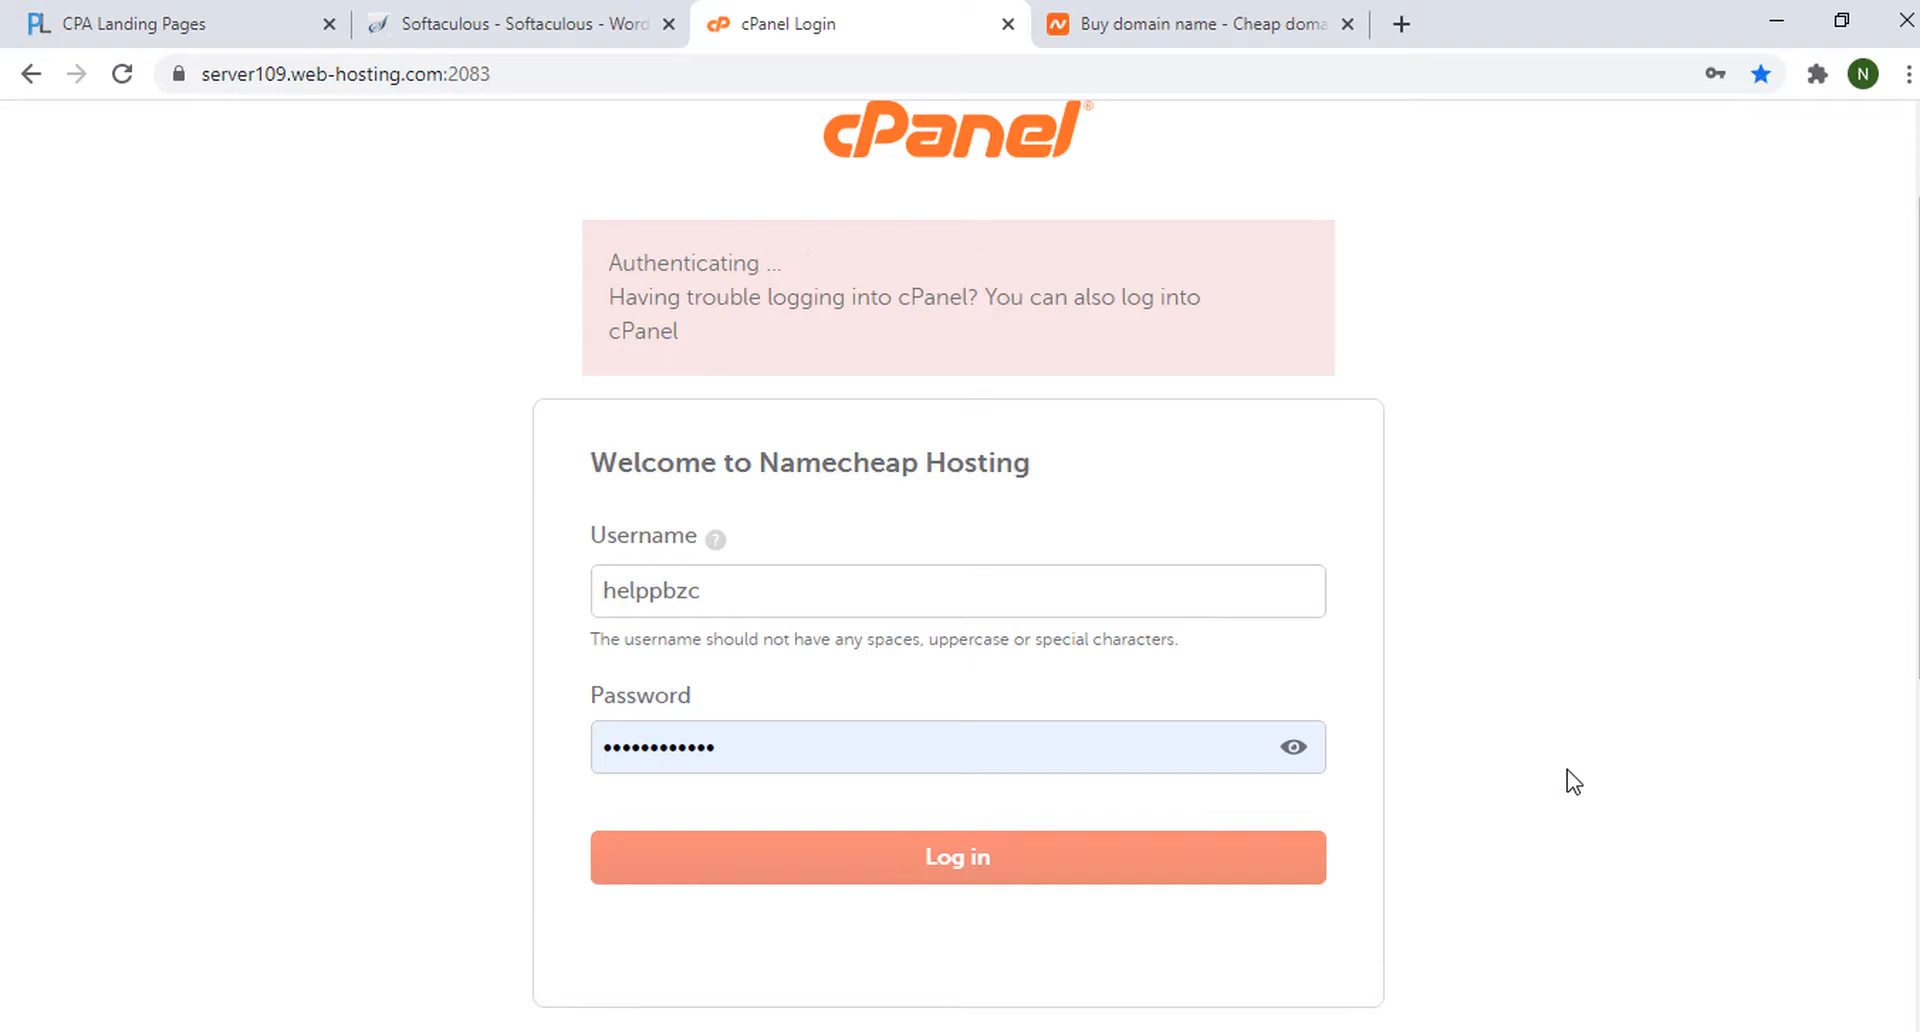 CPA Landing Pages
Softaculous - Softaculous - Word
cPanel Login
Buy domain name - Cheap doma
server109.web-hosting.com:2083
N
cPanel®
Authenticating ...
Having trouble logging into cPanel? You can also log into
cPanel
Welcome to Namecheap Hosting
Username ?
helppbzc
The username should not have any spaces, uppercase or special characters.
Password
••••••••••••
Log in